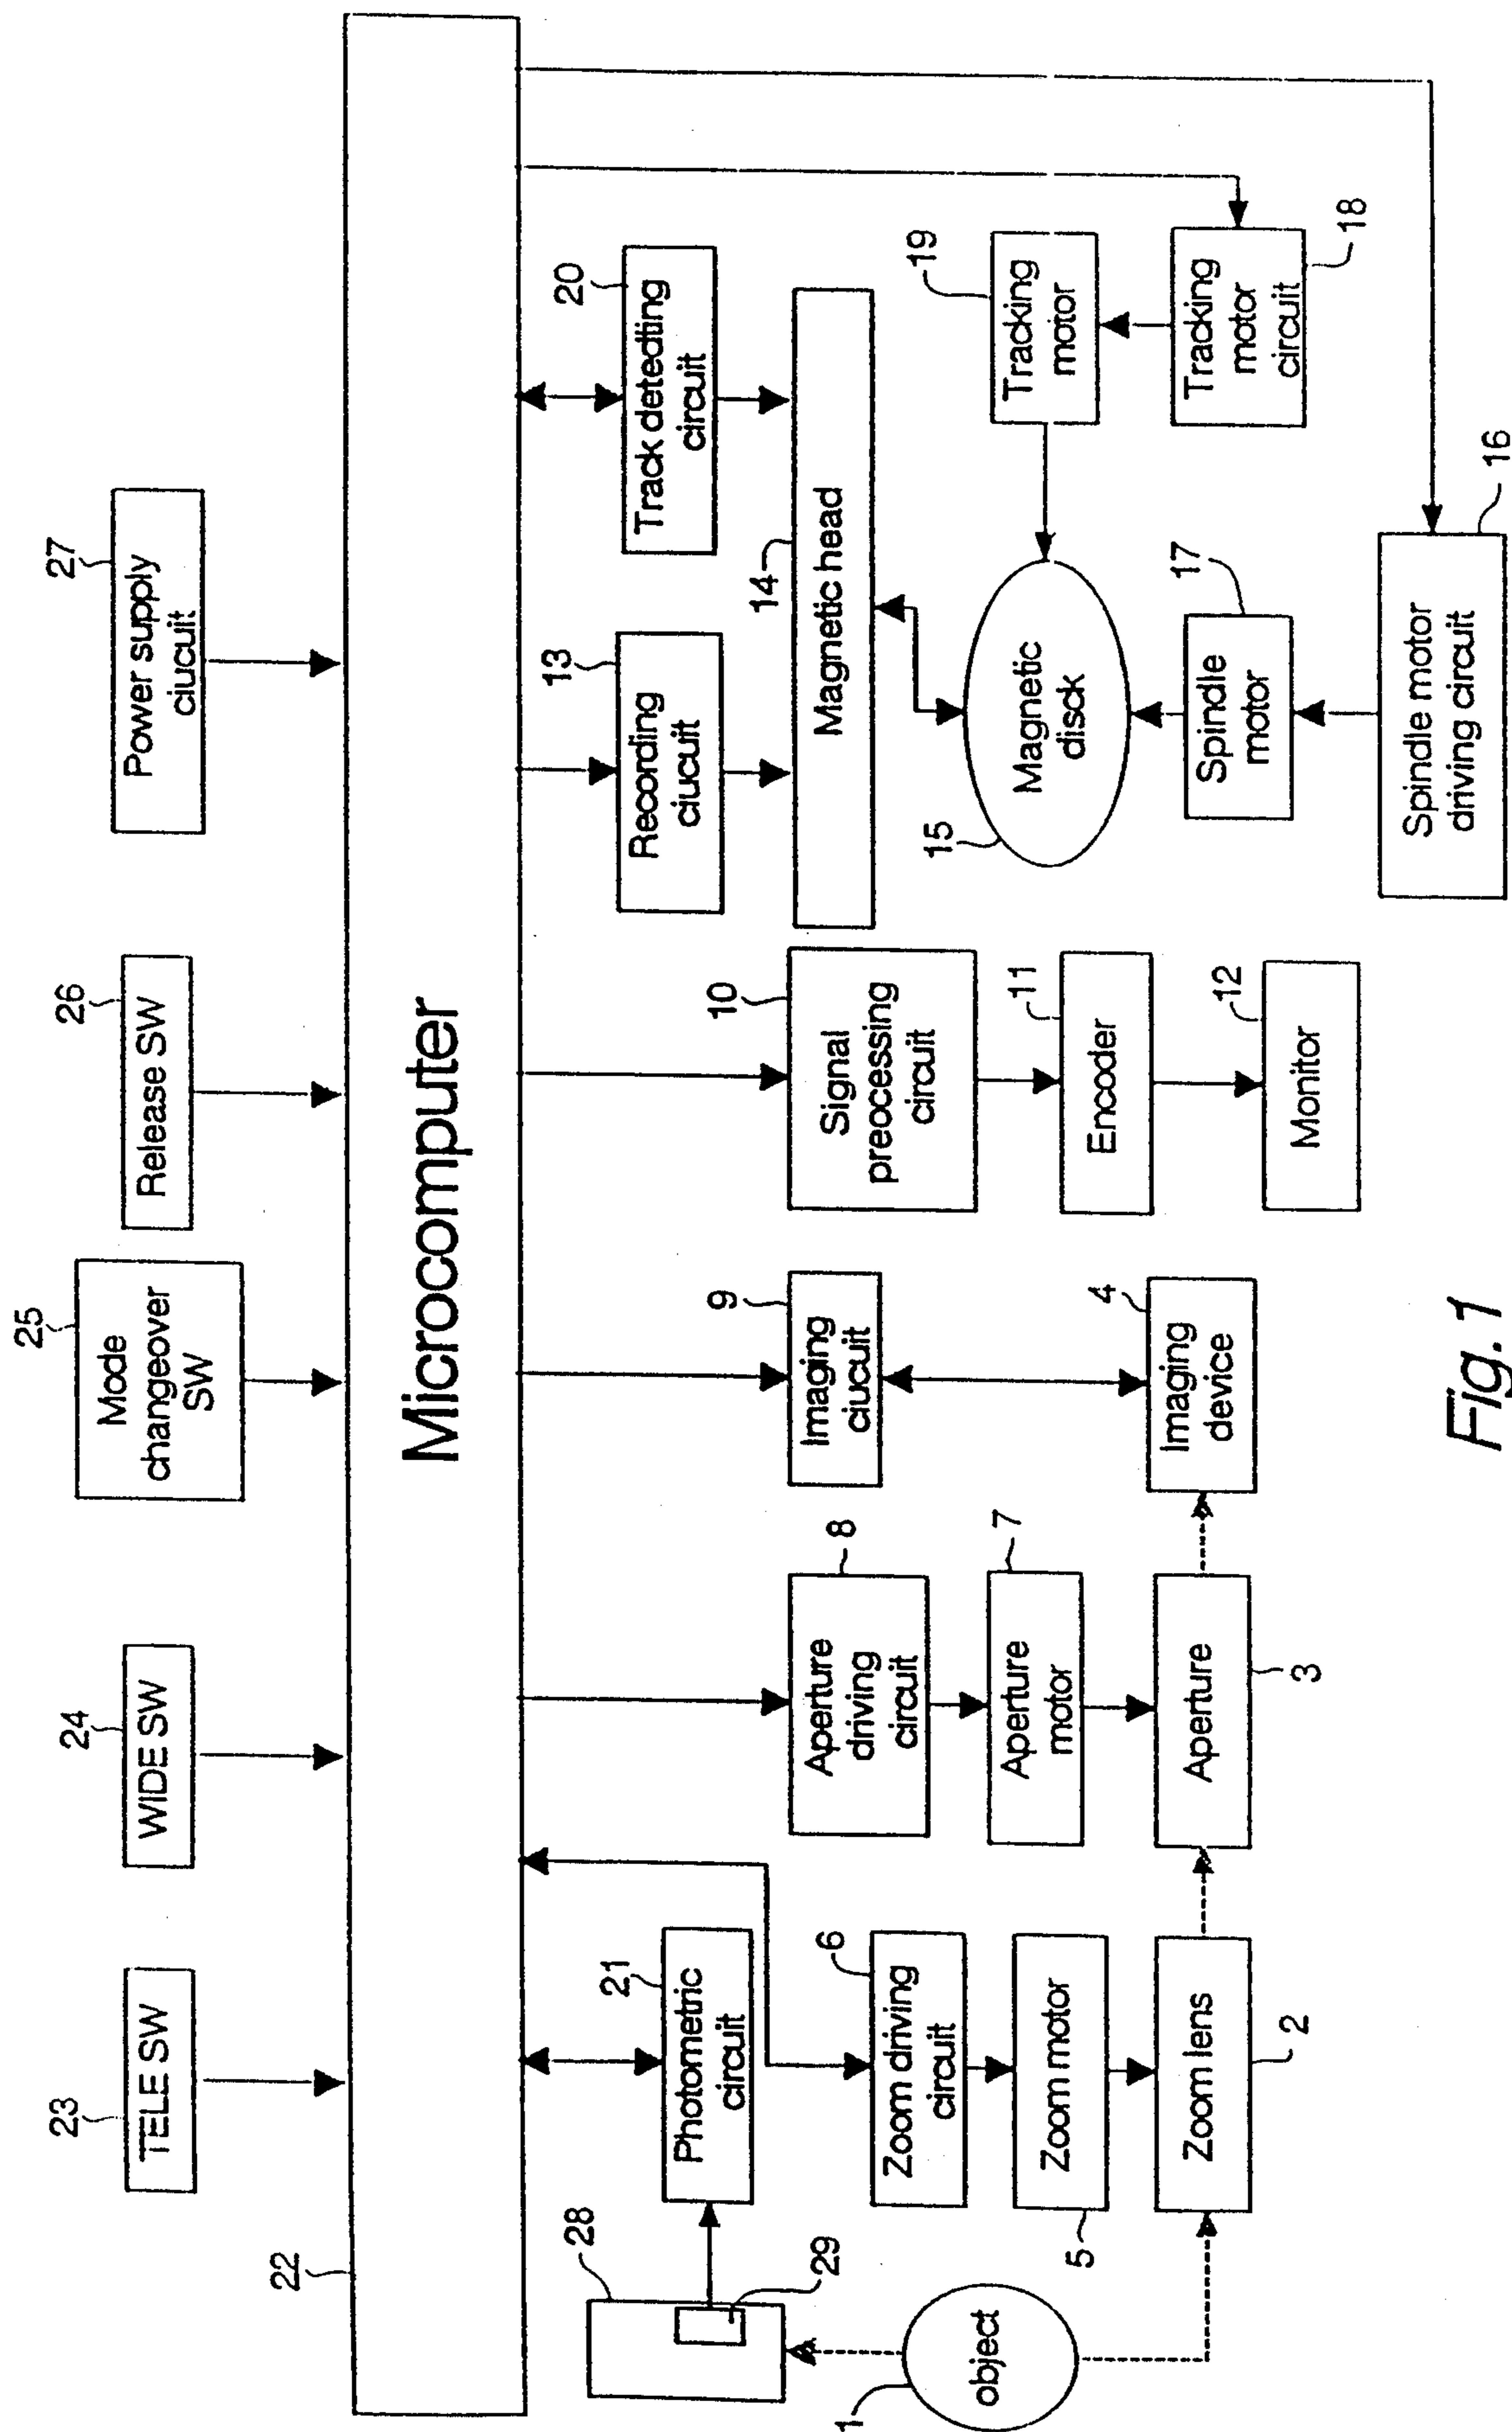 23
TELE SW
24
WIDE SW
25
Mode
changeover
SW
26
Release SW
27
Power supply
ciucuit
22
Microcomputer
28
29
21
Photometric
circuit
1
object
6
Zoom driving
circuit
5
Zoom motor
Zoom lens
2
8
Aperture
driving
circuit
7
Aperture
motor
Aperture
3
9
Imaging
ciucuit
4
Imaging
device
10
Signal
preocessing
circuit
11
Encoder
12
Monitor
13
Recording
ciucuit
20
Track detedting
circuit
14
Magnetic head
15
Magnetic
disck
19
Tracking
motor
17
Spindle
motor
Tracking
motor
circuit
18
Spindle motor
driving circuit
16
Fig.1